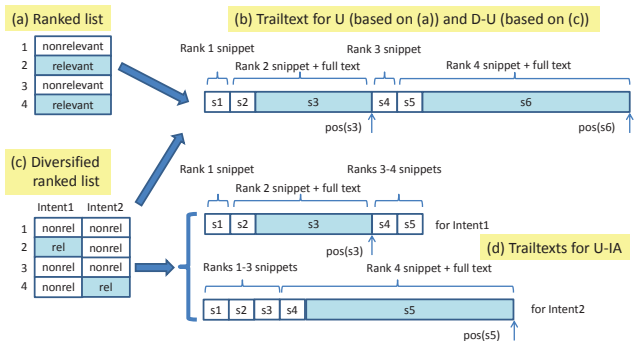 (a) Ranked list
1 nonrelevant
2 relevant
3 nonrelevant
4 relevant
(b) Trailtext for U (based on (a)) and D-U (based on (c))
Rank 1 snippet
Rank 3 snippet
Rank 2 snippet + full text
Rank 4 snippet + full text
s1 s2 s3 s4 s5 s6
pos(s3)
pos(s6)
(c) Diversified
ranked list
Intent1 Intent2
1 nonrel nonrel
2 rel nonrel
3 nonrel nonrel
4 nonrel rel
Rank 1 snippet
Ranks 3-4 snippets
Rank 2 snippet + full text
s1 s2 s3 s4 s5
for Intent1
pos(s3)
(d) Trailtexts for U-IA
Ranks 1-3 snippets
Rank 4 snippet + full text
s1 s2 s3 s4 s5
for Intent2
pos(s5)